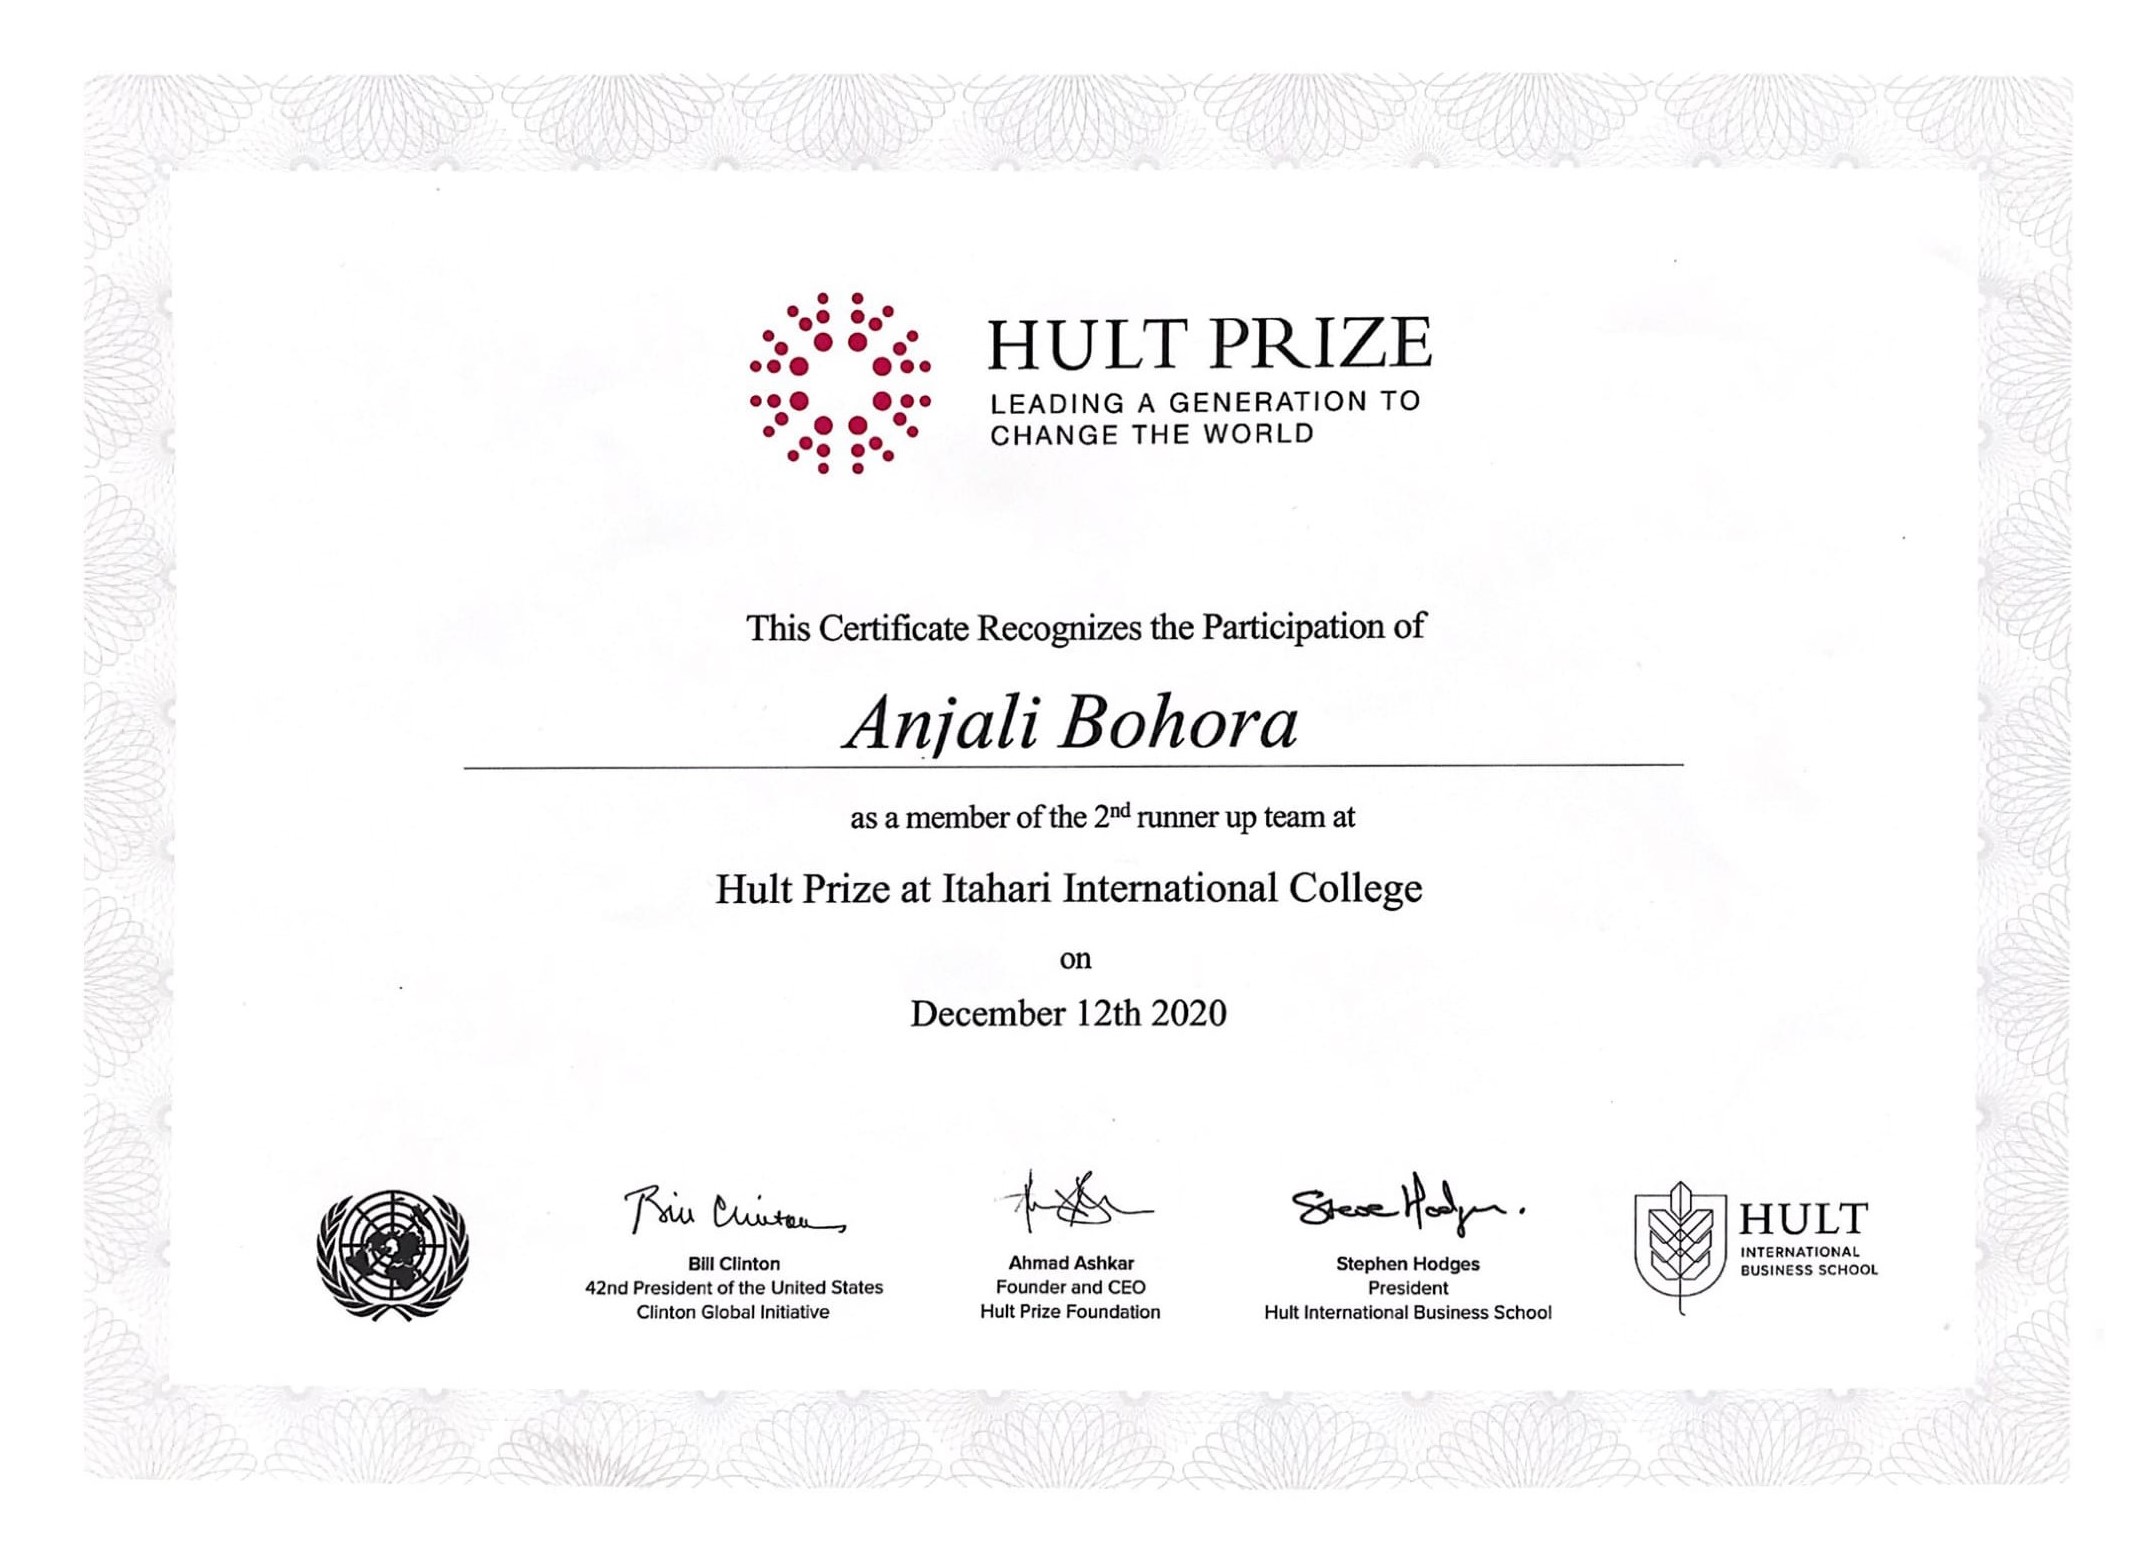 HULT PRIZE
LEADING A GENERATION TO
CHANGE THE WORLD
This Certificate Recognizes the Participation of
Anjali Bohora
as a member of the 2nd runner up team at
Hult Prize at Itahari International College
on
December 12th 2020
Bill Clinton
Bill Clinton
42nd President of the United States
Clinton Global Initiative
Ahmad Ashkar
Founder and CEO
Hult Prize Foundation
Steve Hodges.
Stephen Hodges
President
Hult International Business School
HULT
INTERNATIONAL
BUSINESS SCHOOL